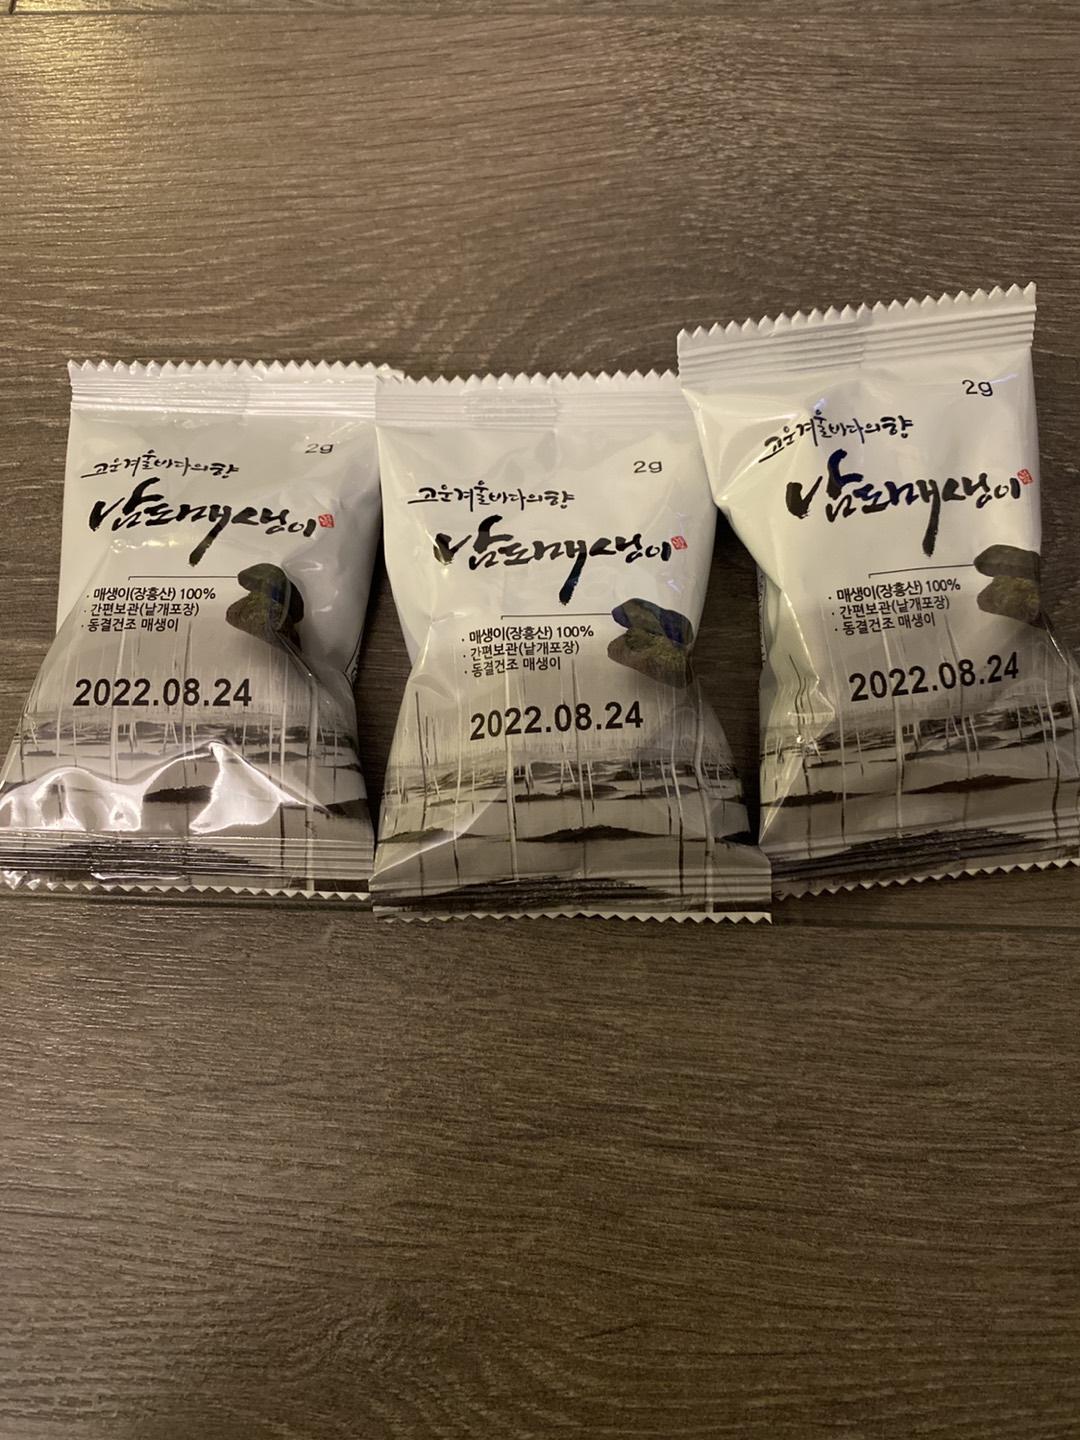 2g
고운겨울바다의향
남도매생이
· 매생이(장흥산) 100%
· 간편보관(낱개포장)
· 동결건조 매생이
2022.08.24
2g
고운겨울바다의향
남도매생이
· 매생이(장흥산) 100%
· 간편보관(낱개포장)
· 동결건조 매생이
2022.08.24
2g
고운겨울바다의향
남도매생이
· 매생이(장흥산) 100%
· 간편보관(낱개포장)
· 동결건조 매생이
2022.08.24